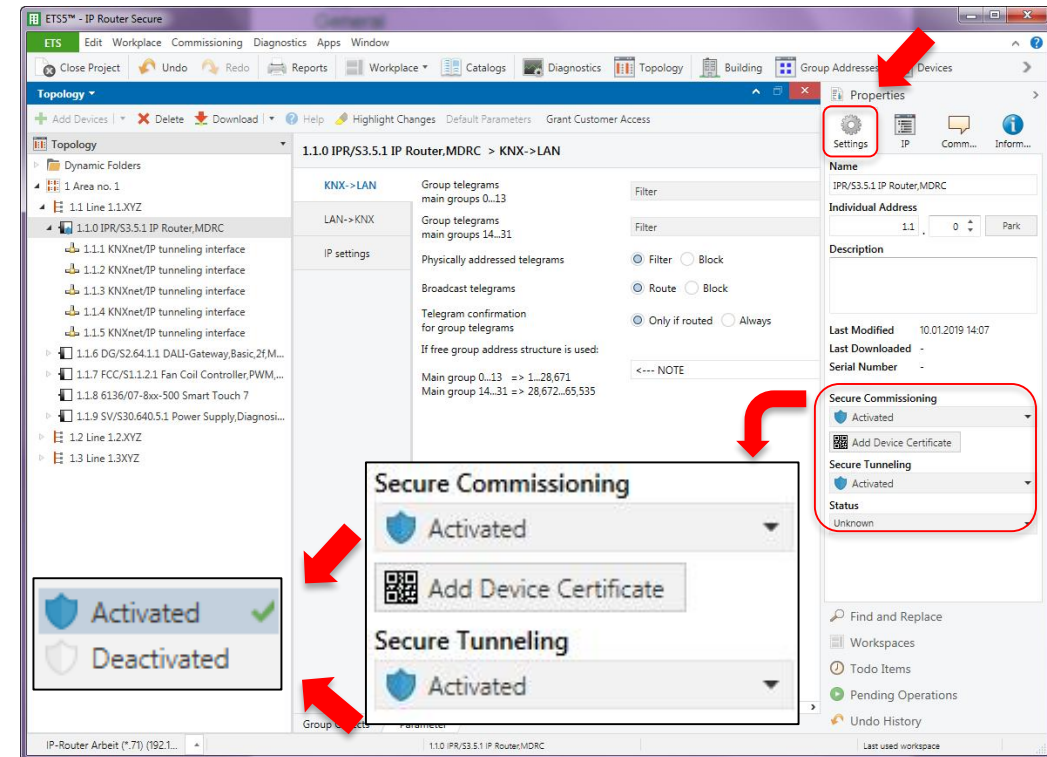 ETS5™ - IP Router Secure
ETS Edit Workplace Commissioning Diagnostics Apps Window
Close Project Undo Redo Reports Workplace Catalogs Diagnostics Topology Building Group Addresses Devices
Topology
Add Devices Delete Download Help Highlight Changes Default Parameters Grant Customer Access
Topology
Dynamic Folders
1 Area no. 1
1.1 Line 1.1.XYZ
1.1.0 IPR/S3.5.1 IP Router,MDRC
1.1.1 KNXnet/IP tunneling interface
1.1.2 KNXnet/IP tunneling interface
1.1.3 KNXnet/IP tunneling interface
1.1.4 KNXnet/IP tunneling interface
1.1.5 KNXnet/IP tunneling interface
1.1.6 DG/S2.64.1.1 DALI-Gateway,Basic,2f,M...
1.1.7 FCC/S1.1.2.1 Fan Coil Controller,PWM,...
1.1.8 6136/07-8xx-500 Smart Touch 7
1.1.9 SV/S30.640.5.1 Power Supply,Diagnosi...
1.2 Line 1.2.XYZ
1.3 Line 1.3XYZ
1.1.0 IPR/S3.5.1 IP Router,MDRC > KNX->LAN
KNX->LAN
LAN->KNX
IP settings
Group telegrams
main groups 0...13
Filter
Group telegrams
main groups 14...31
Filter
Physically addressed telegrams
Filter Block
Broadcast telegrams
Route Block
Telegram confirmation
for group telegrams
Only if routed Always
If free group address structure is used:
Main group 0...13 => 1...28,671
Main group 14...31 => 28,672...65,535
<--- NOTE
Secure Commissioning
Activated
Add Device Certificate
Secure Tunneling
Activated
Activated
Deactivated
Properties
Settings IP Comm... Inform...
Name
IPR/S3.5.1 IP Router,MDRC
Individual Address
1.1 . 0 Park
Description
Last Modified 10.01.2019 14:07
Last Downloaded -
Serial Number -
Secure Commissioning
Activated
Add Device Certificate
Secure Tunneling
Activated
Status
Unknown
Find and Replace
Workspaces
Todo Items
Pending Operations
Undo History
IP-Router Arbeit (*.71) (192.1...
1.1.0 IPR/S3.5.1 IP Router,MDRC
Last used workspace